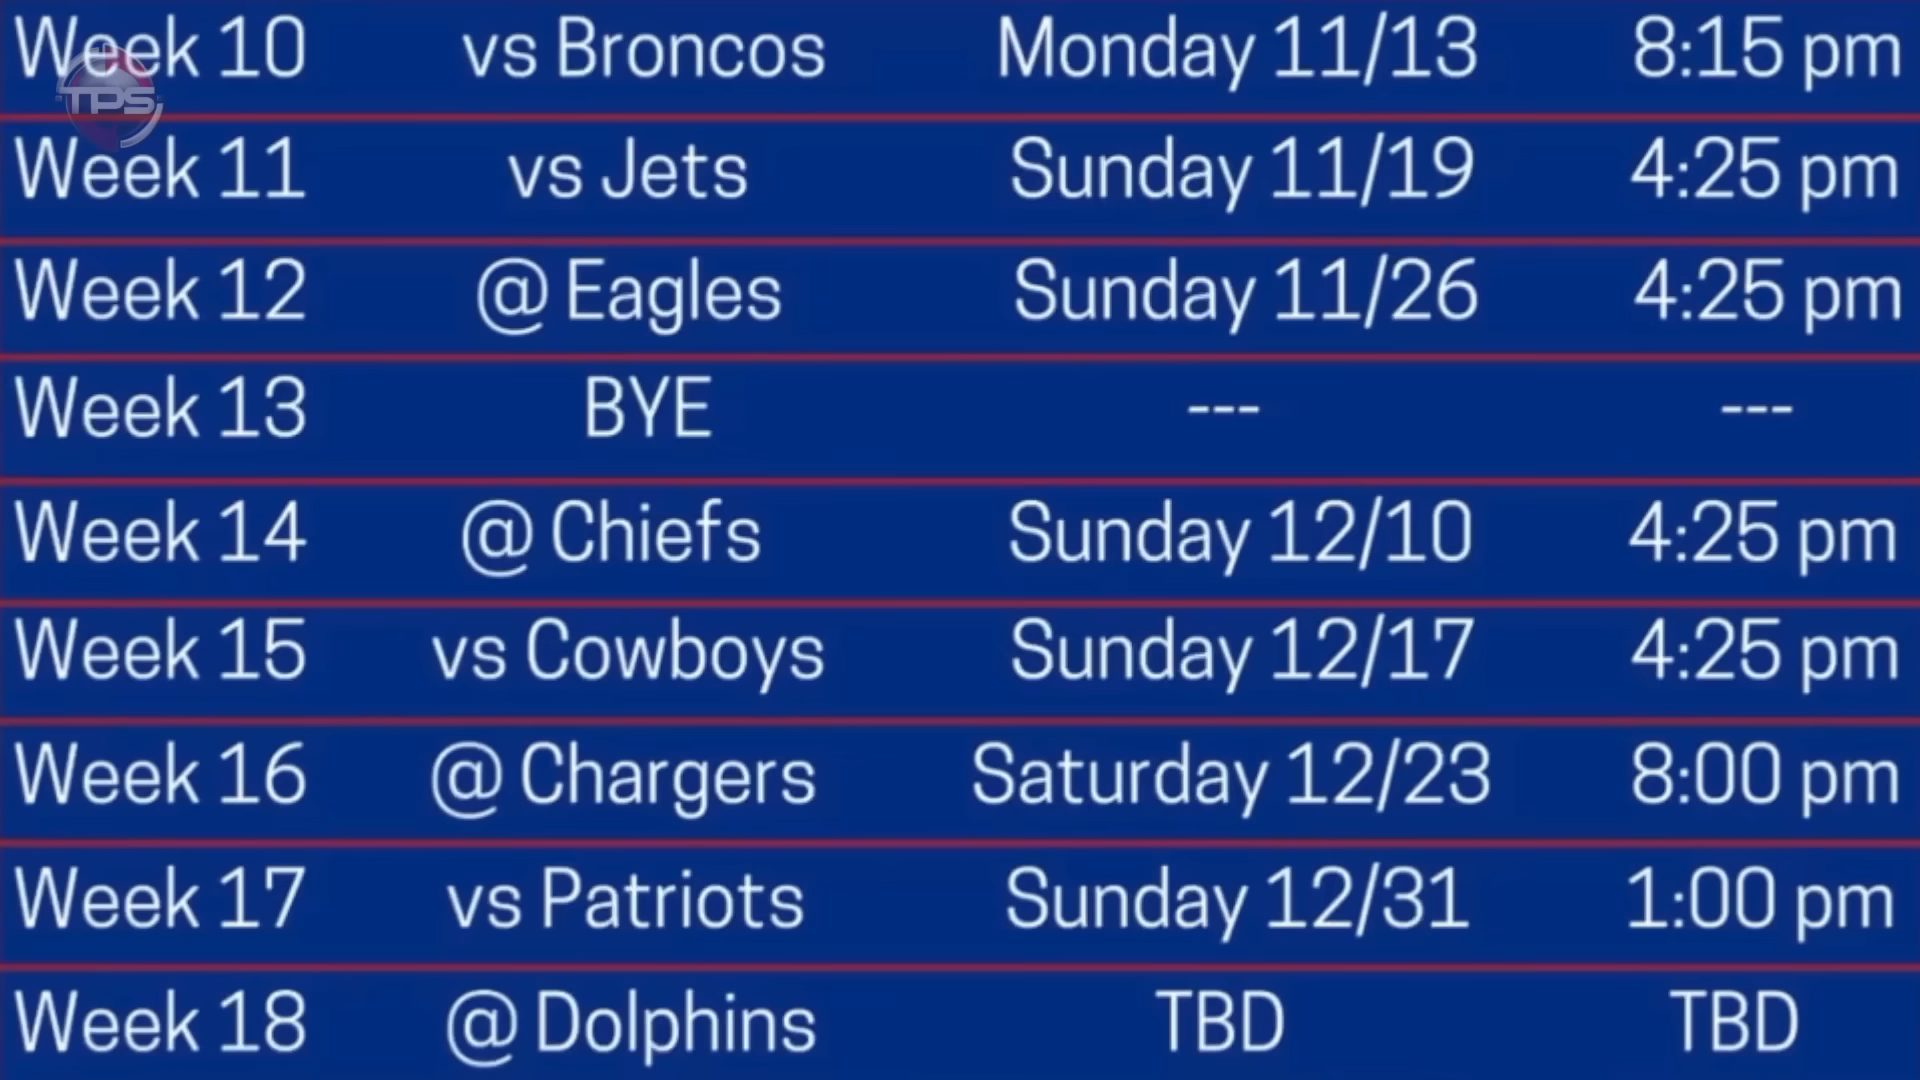 Week 10 vs Broncos Monday 11/13 8:15 pm
TPS
Week 11 vs Jets Sunday 11/19 4:25 pm
Week 12 @ Eagles Sunday 11/26 4:25 pm
Week 13 BYE --- ---
Week 14 @ Chiefs Sunday 12/10 4:25 pm
Week 15 vs Cowboys Sunday 12/17 4:25 pm
Week 16 @ Chargers Saturday 12/23 8:00 pm
Week 17 vs Patriots Sunday 12/31 1:00 pm
Week 18 @ Dolphins TBD TBD